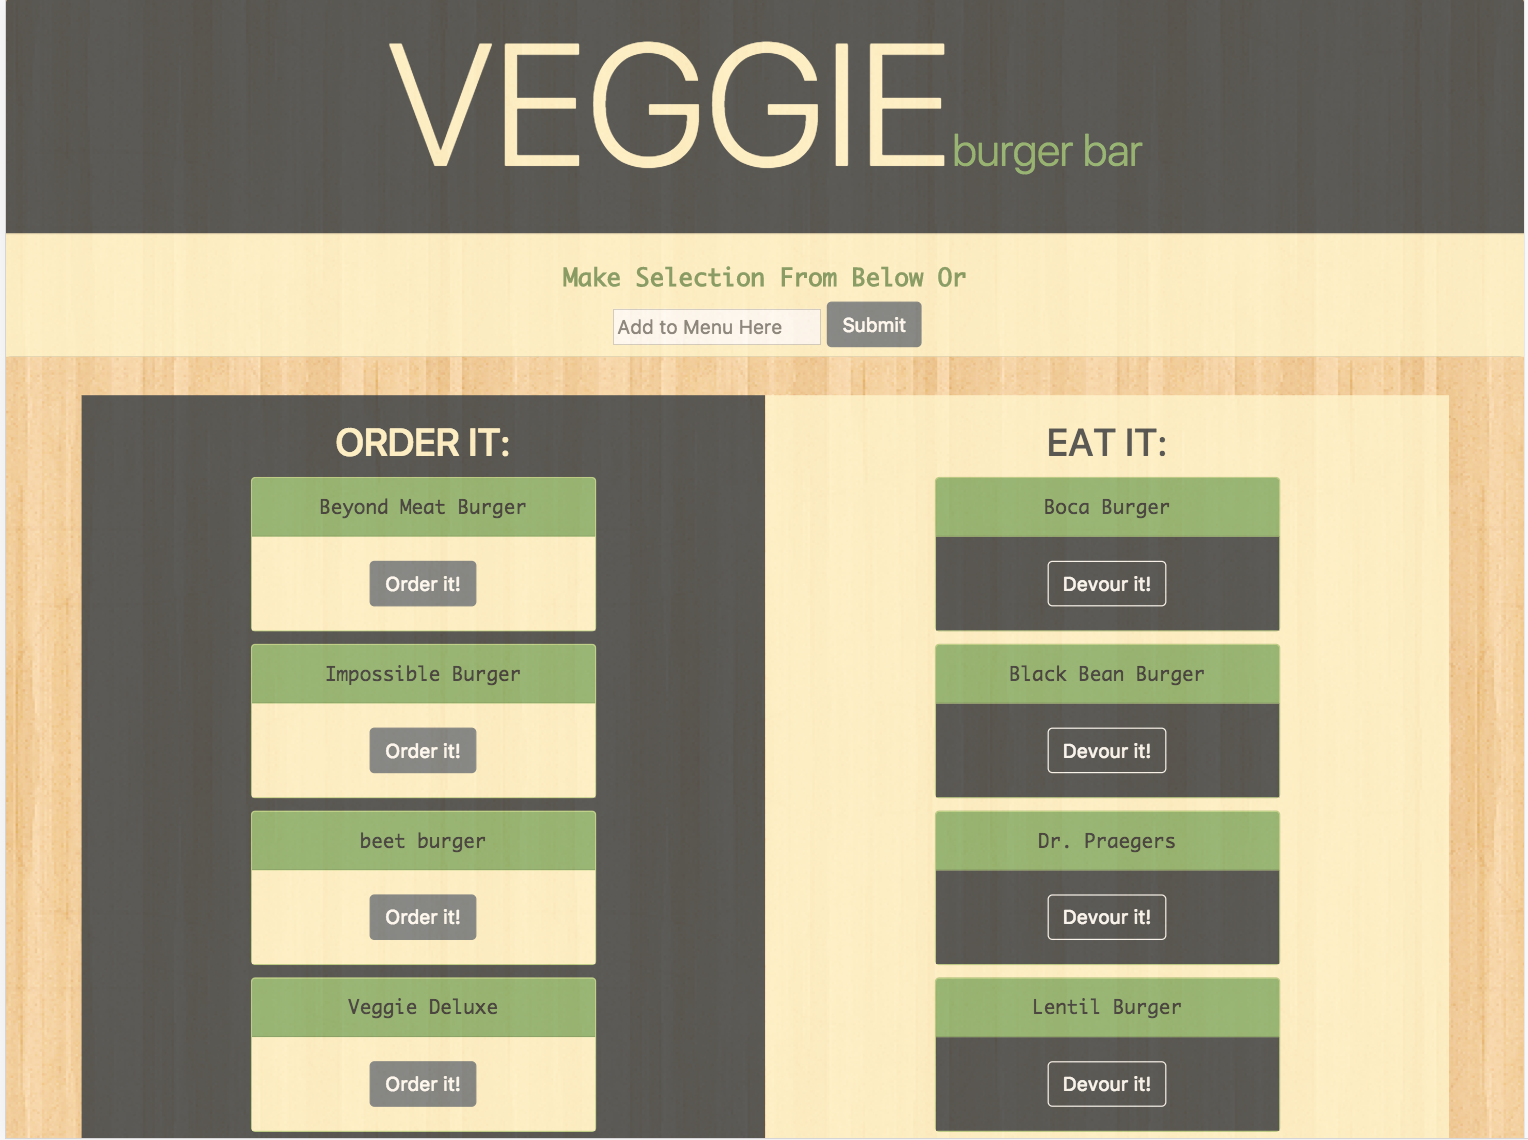 VEGGIE burger bar
Make Selection From Below Or
Add to Menu Here Submit
ORDER IT:
Beyond Meat Burger
Order it!
Impossible Burger
Order it!
beet burger
Order it!
Veggie Deluxe
Order it!
EAT IT:
Boca Burger
Devour it!
Black Bean Burger
Devour it!
Dr. Praegers
Devour it!
Lentil Burger
Devour it!